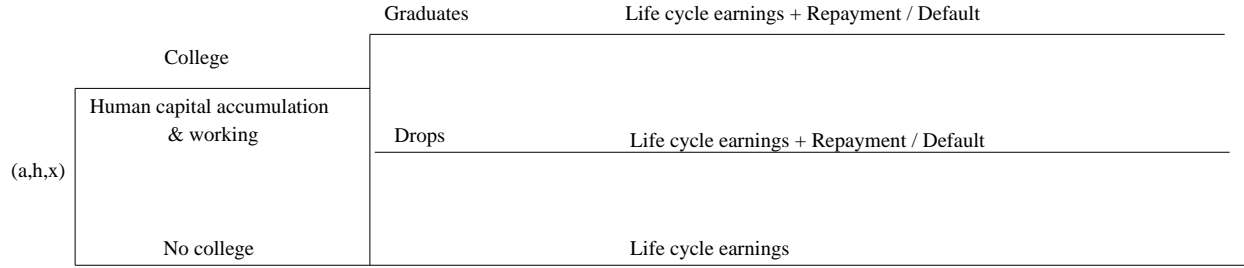 Graduates
Life cycle earnings + Repayment / Default
College
Human capital accumulation
& working
Drops
Life cycle earnings + Repayment / Default
(a,h,x)
No college
Life cycle earnings